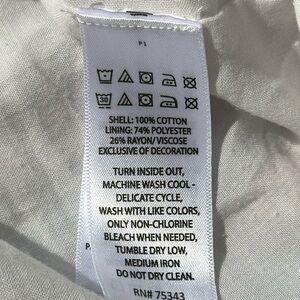 P1
30
SHELL: 100% COTTON
LINING: 74% POLYESTER
26% RAYON/ VISCOSE
EXCLUSIVE OF DECORATION
TURN INSIDE OUT,
MACHINE WASH COOL -
DELICATE CYCLE,
WASH WITH LIKE COLORS,
ONLY NON-CHLORINE
BLEACH WHEN NEEDED,
TUMBLE DRY LOW,
MEDIUM IRON
DO NOT DRY CLEAN.
RN# 75343